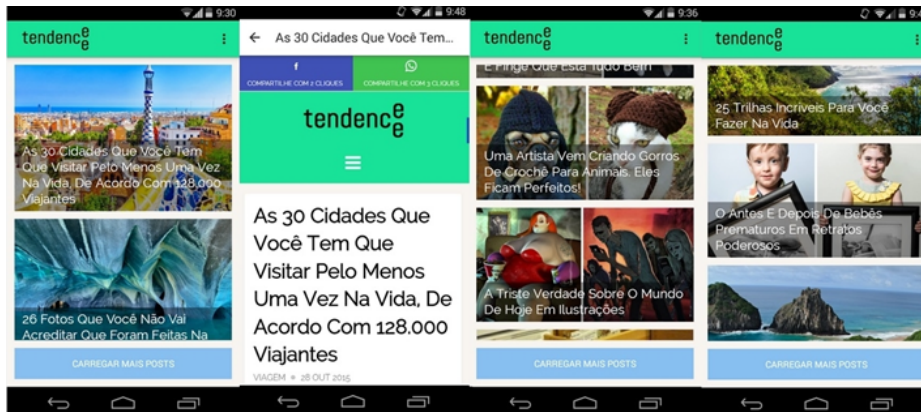 9:30
tendencee
As 30 Cidades Que Você Tem
Que Visitar Pelo Menos Uma Vez
Na Vida, De Acordo Com 128.000
Viajantes
26 Fotos Que Você Não Vai
Acreditar Que Foram Feitas Na
CARREGAR MAIS POSTS
9:48
As 30 Cidades Que Você Tem...
f
COMPARTILHE COM 2 CLIQUES
COMPARTILHE COM 3 CLIQUES
tendencee
As 30 Cidades Que
Você Tem Que
Visitar Pelo Menos
Uma Vez Na Vida, De
Acordo Com 128.000
Viajantes
VIAGEM • 28 OUT 2015
9:36
tendencee
E Finge Que Está Tudo Bem
Uma Artista Vem Criando Gorros
De Crochê Para Animais. Eles
Ficam Perfeitos!
A Triste Verdade Sobre O Mundo
De Hoje Em Ilustrações
CARREGAR MAIS POSTS
tendencee
25 Trilhas Incríveis Para Você
Fazer Na Vida
O Antes E Depois De Bebês
Prematuros Em Retratos
Poderosos
CARREGAR MAIS POSTS